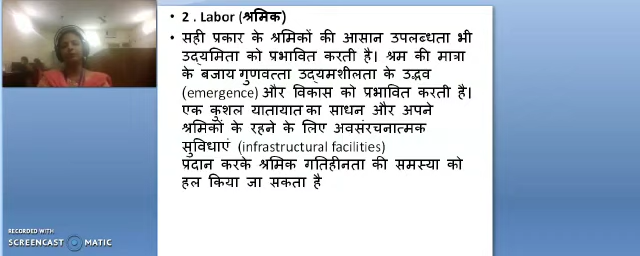 • 2 . Labor (श्रमिक)
• सही प्रकार के श्रमिकों की आसान उपलब्धता भी
उद्यमिता को प्रभावित करती है। श्रम की मात्रा
के बजाय गुणवत्ता उद्यमशीलता के उद्भव
(emergence) और विकास को प्रभावित करती है।
एक कुशल यातायात का साधन और अपने
श्रमिकों के रहने के लिए अवसंरचनात्मक
सुविधाएं (infrastructural facilities)
प्रदान करके श्रमिक गतिहीनता की समस्या को
हल किया जा सकता है
RECORDED WITH
SCREENCAST MATIC